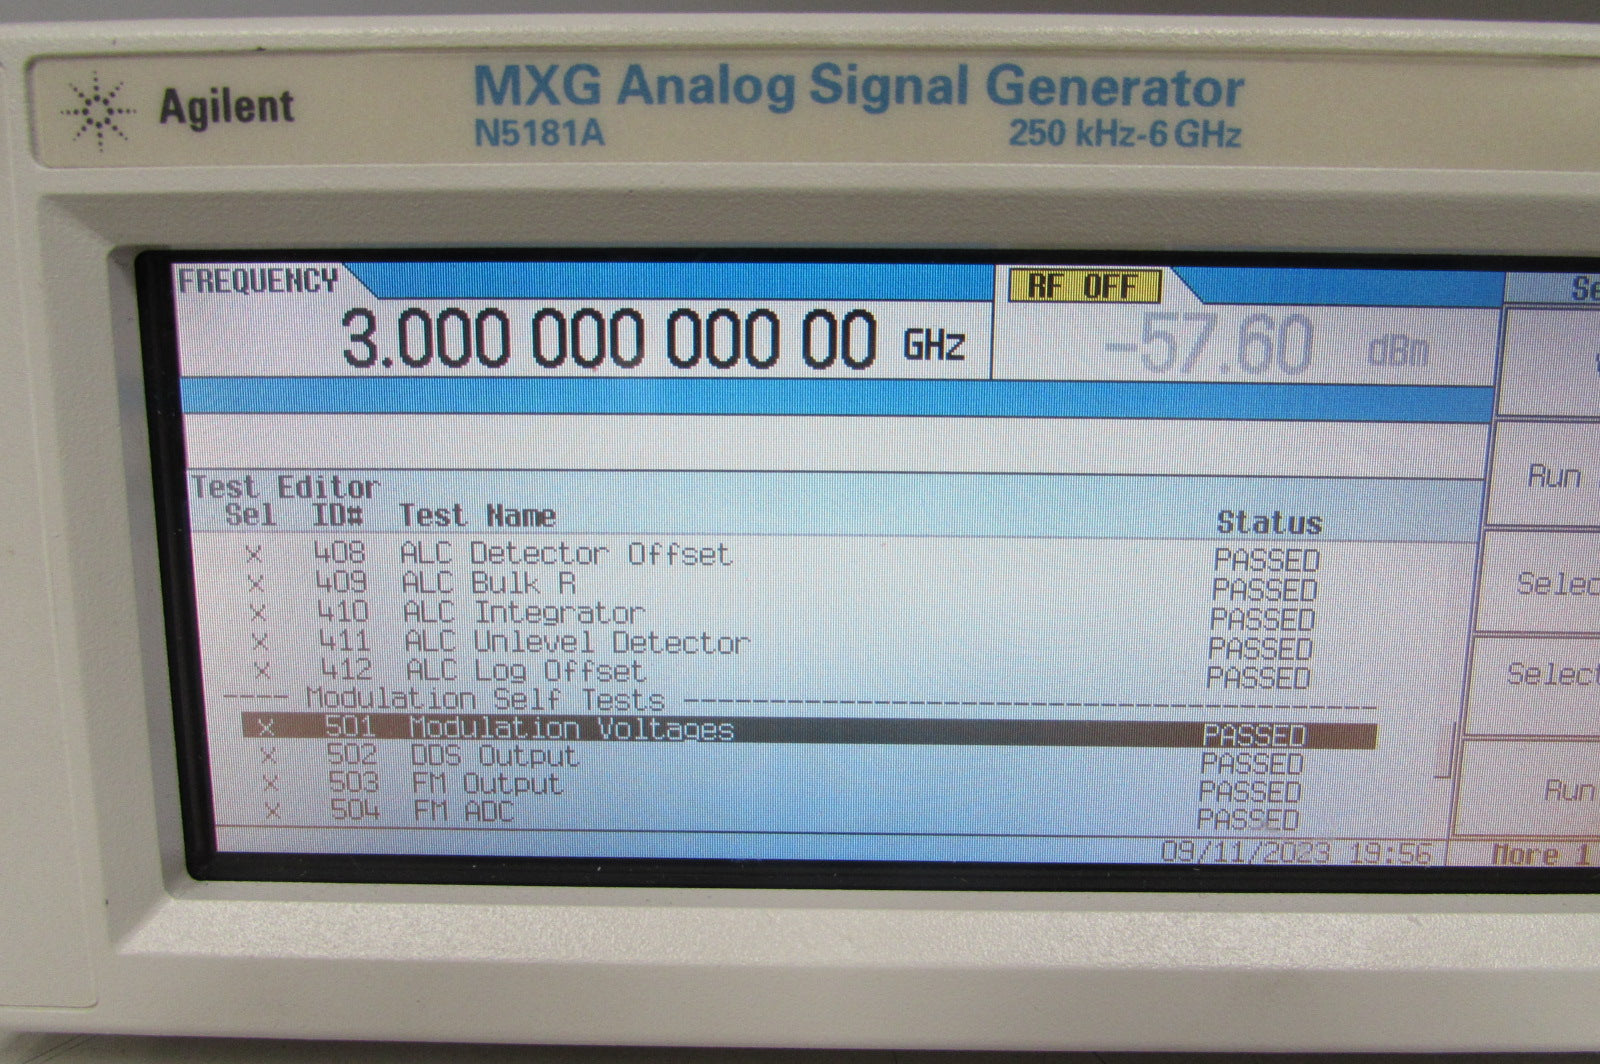 Agilent
MXG Analog Signal Generator
N5181A 250 kHz-6 GHz
FREQUENCY
3.000 000 000 00 GHz
RF OFF
-57.60 dBm
Test Editor
Sel ID# Test Name Status
x 408 ALC Detector Offset PASSED
x 409 ALC Bulk R PASSED
x 410 ALC Integrator PASSED
x 411 ALC Unlevel Detector PASSED
x 412 ALC Log Offset PASSED
---- Modulation Self Tests ----
x 501 Modulation Voltages PASSED
x 502 DDS Output PASSED
x 503 FM Output PASSED
x 504 FM ADC PASSED
09/11/2023 19:56
Run
Selec
Select
Run
More 1